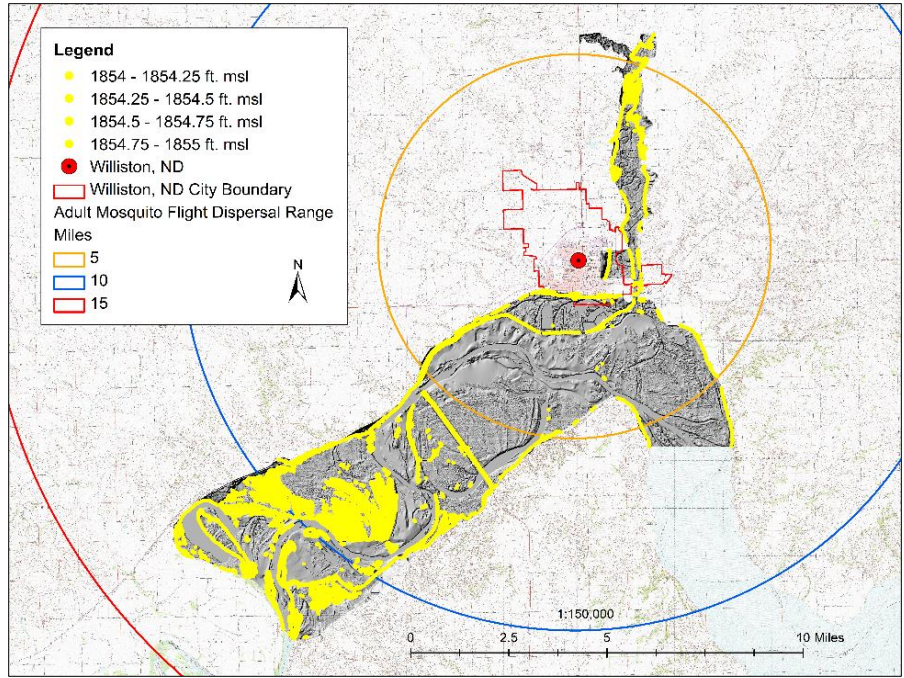 Legend
1854 - 1854.25 ft. msl
1854.25 - 1854.5 ft. msl
1854.5 - 1854.75 ft. msl
1854.75 - 1855 ft. msl
Williston, ND
Williston, ND City Boundary
Adult Mosquito Flight Dispersal Range
Miles
5
10
15
N
1:150,000
0 2.5 5 10 Miles